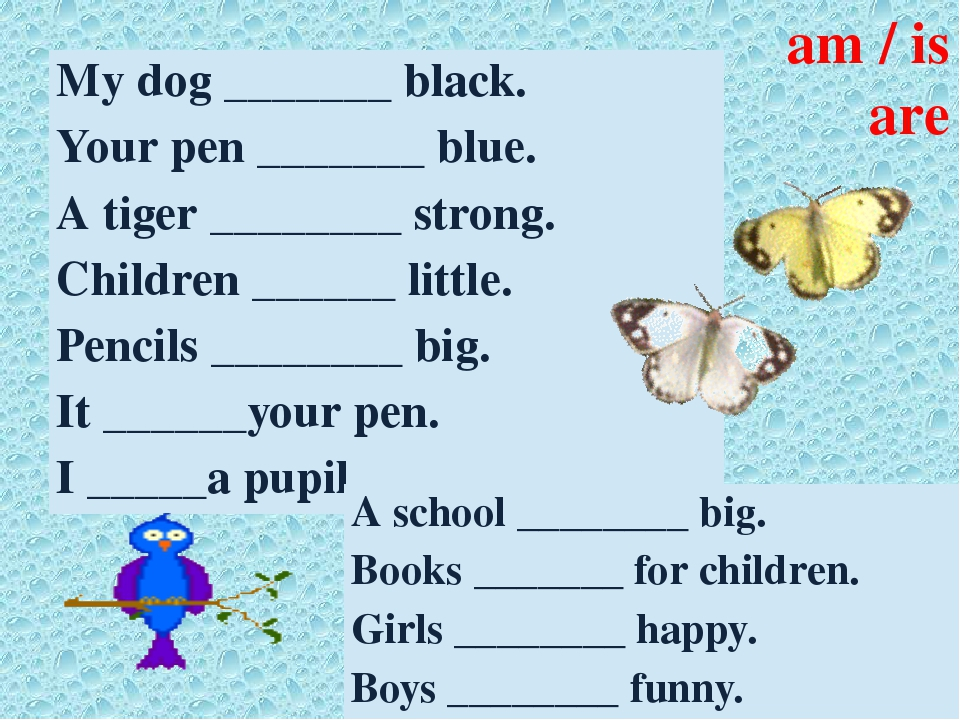 am / is
are
My dog _______ black.
Your pen _______ blue.
A tiger ________ strong.
Children ______ little.
Pencils ________ big.
It ______your pen.
I _____a pupil
A school ________ big.
Books _______ for children.
Girls ________ happy.
Boys ________ funny.